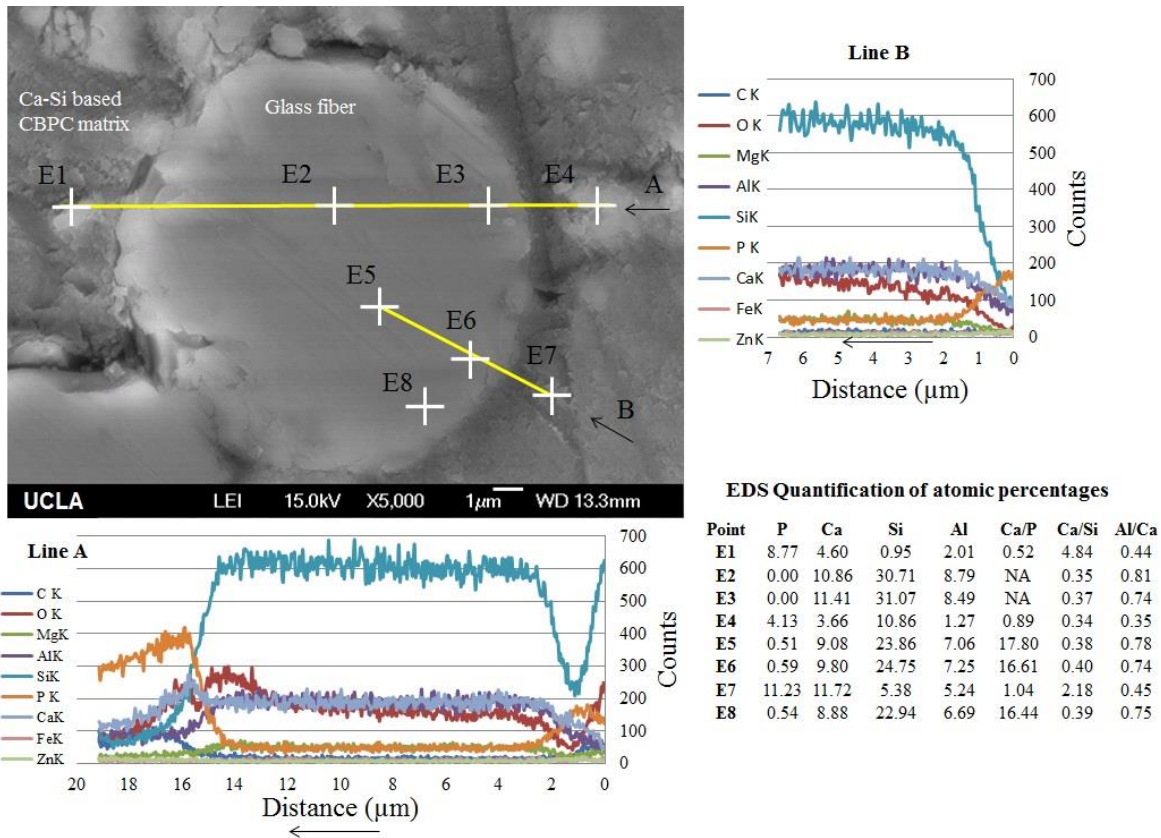 Ca-Si based
CBPC matrix
Glass fiber
E1
E2
E3
E4
A
E5
E6
E7
E8
B
UCLA LEI 15.0kV X5,000 1µm WD 13.3mm
Line B
C K
O K
MgK
AlK
SiK
P K
CaK
FeK
ZnK
700
600
500
400
300
200
100
0
Counts
7 6 5 4 3 2 1 0
Distance (µm)
Line A
C K
O K
MgK
AlK
SiK
P K
CaK
FeK
ZnK
700
600
500
400
300
200
100
0
Counts
20 18 16 14 12 10 8 6 4 2 0
Distance (µm)
EDS Quantification of atomic percentages
Point P Ca Si Al Ca/P Ca/Si Al/Ca
E1 8.77 4.60 0.95 2.01 0.52 4.84 0.44
E2 0.00 10.86 30.71 8.79 NA 0.35 0.81
E3 0.00 11.41 31.07 8.49 NA 0.37 0.74
E4 4.13 3.66 10.86 1.27 0.89 0.34 0.35
E5 0.51 9.08 23.86 7.06 17.80 0.38 0.78
E6 0.59 9.80 24.75 7.25 16.61 0.40 0.74
E7 11.23 11.72 5.38 5.24 1.04 2.18 0.45
E8 0.54 8.88 22.94 6.69 16.44 0.39 0.75